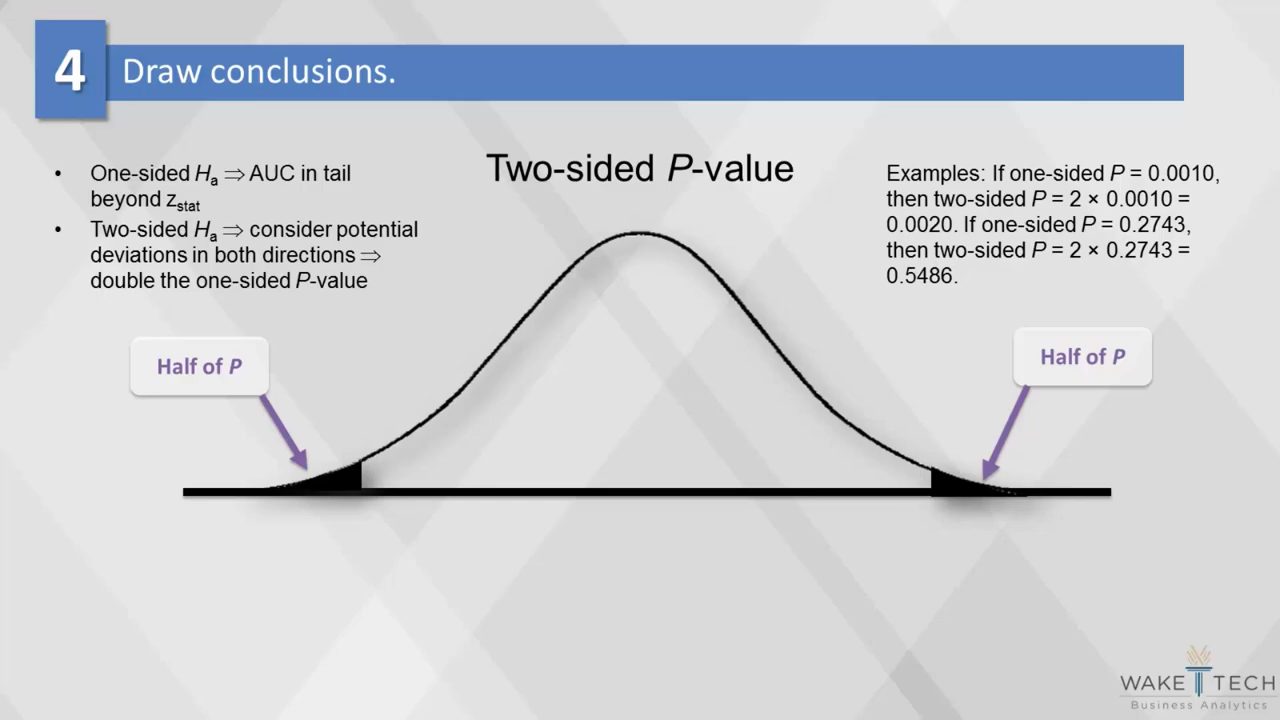 4
Draw conclusions.
• One-sided Hₐ ⇒ AUC in tail
beyond zstat
• Two-sided Hₐ ⇒ consider potential
deviations in both directions ⇒
double the one-sided P-value
Two-sided P-value
Examples: If one-sided P = 0.0010,
then two-sided P = 2 × 0.0010 =
0.0020. If one-sided P = 0.2743,
then two-sided P = 2 × 0.2743 =
0.5486.
Half of P
Half of P
WAKE TECH
Business Analytics